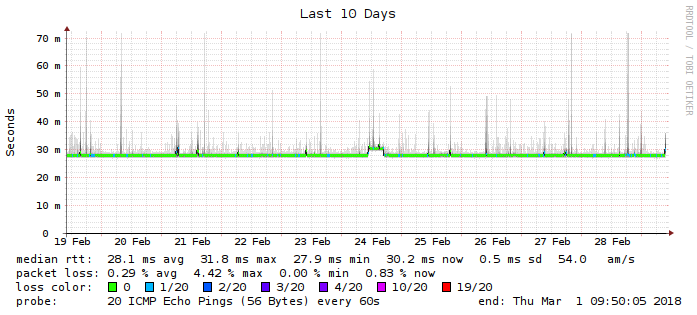 Last 10 Days
RRDTOOL / TOBI OETIKER
Seconds
70 m
60 m
50 m
40 m
30 m
20 m
10 m
0
19 Feb 20 Feb 21 Feb 22 Feb 23 Feb 24 Feb 25 Feb 26 Feb 27 Feb 28 Feb
median rtt: 28.1 ms avg 31.8 ms max 27.9 ms min 30.2 ms now 0.5 ms sd 54.0 am/s
packet loss: 0.29 % avg 4.42 % max 0.00 % min 0.83 % now
loss color: 0 1/20 2/20 3/20 4/20 10/20 19/20
probe: 20 ICMP Echo Pings (56 Bytes) every 60s end: Thu Mar 1 09:50:05 2018